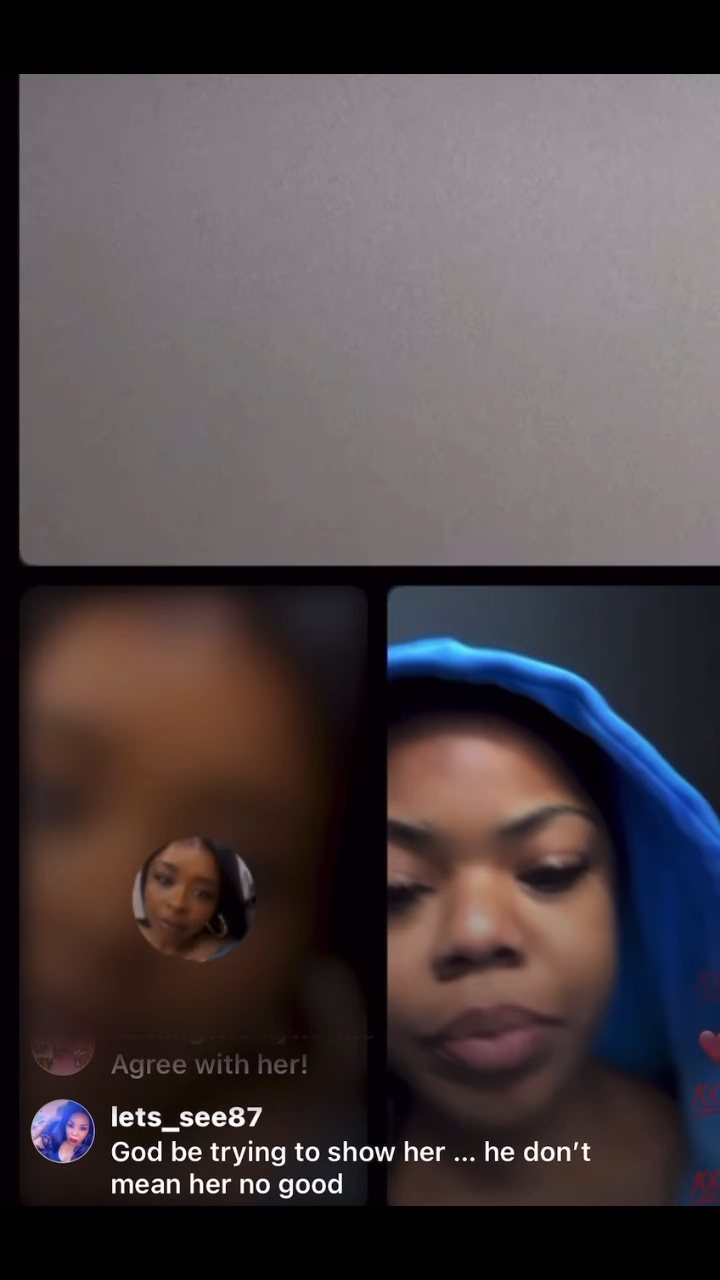 Agree with her!
lets_see87
God be trying to show her ... he don't
mean her no good